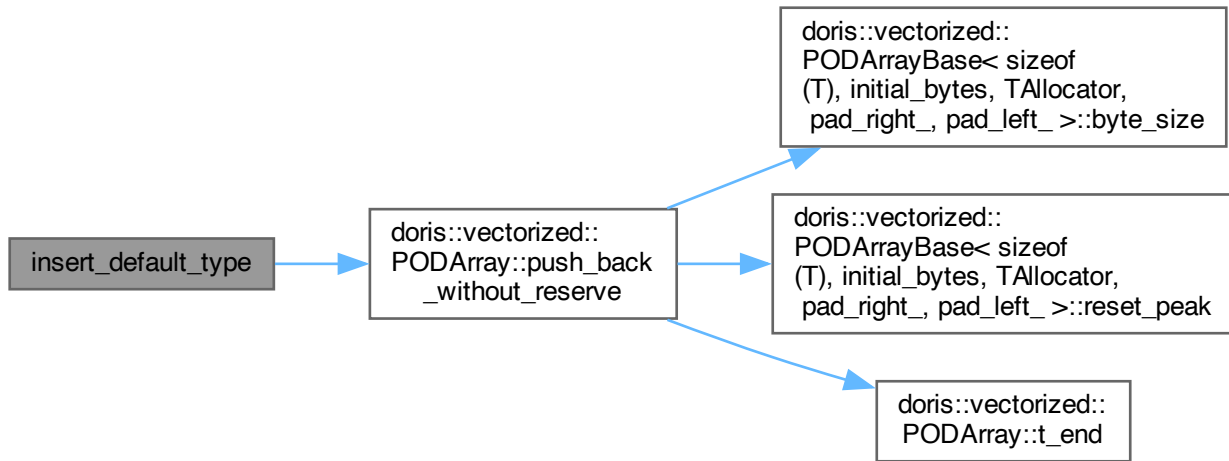 insert_default_type
doris::vectorized::
PODArray::push_back
_without_reserve
doris::vectorized::
PODArrayBase< sizeof
(T), initial_bytes, TAllocator,
 pad_right_, pad_left_ >::byte_size
doris::vectorized::
PODArrayBase< sizeof
(T), initial_bytes, TAllocator,
 pad_right_, pad_left_ >::reset_peak
doris::vectorized::
PODArray::t_end